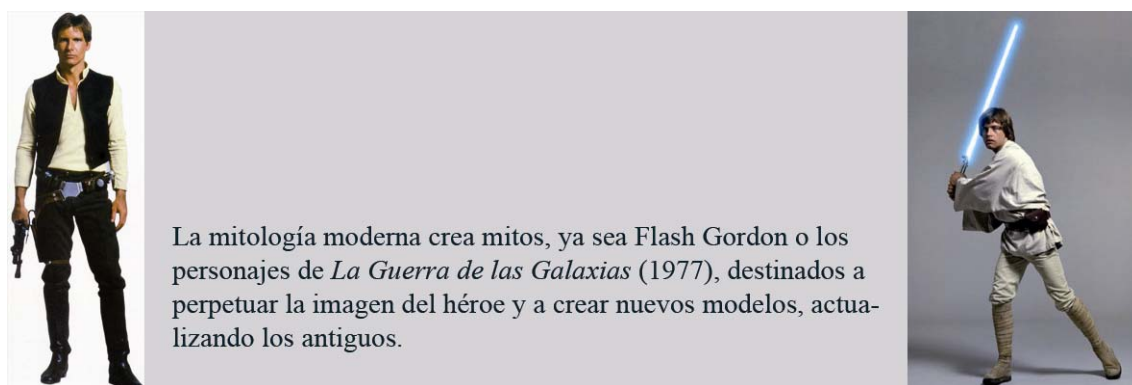 La mitología moderna crea mitos, ya sea Flash Gordon o los
personajes de La Guerra de las Galaxias (1977), destinados a
perpetuar la imagen del héroe y a crear nuevos modelos, actua-
lizando los antiguos.